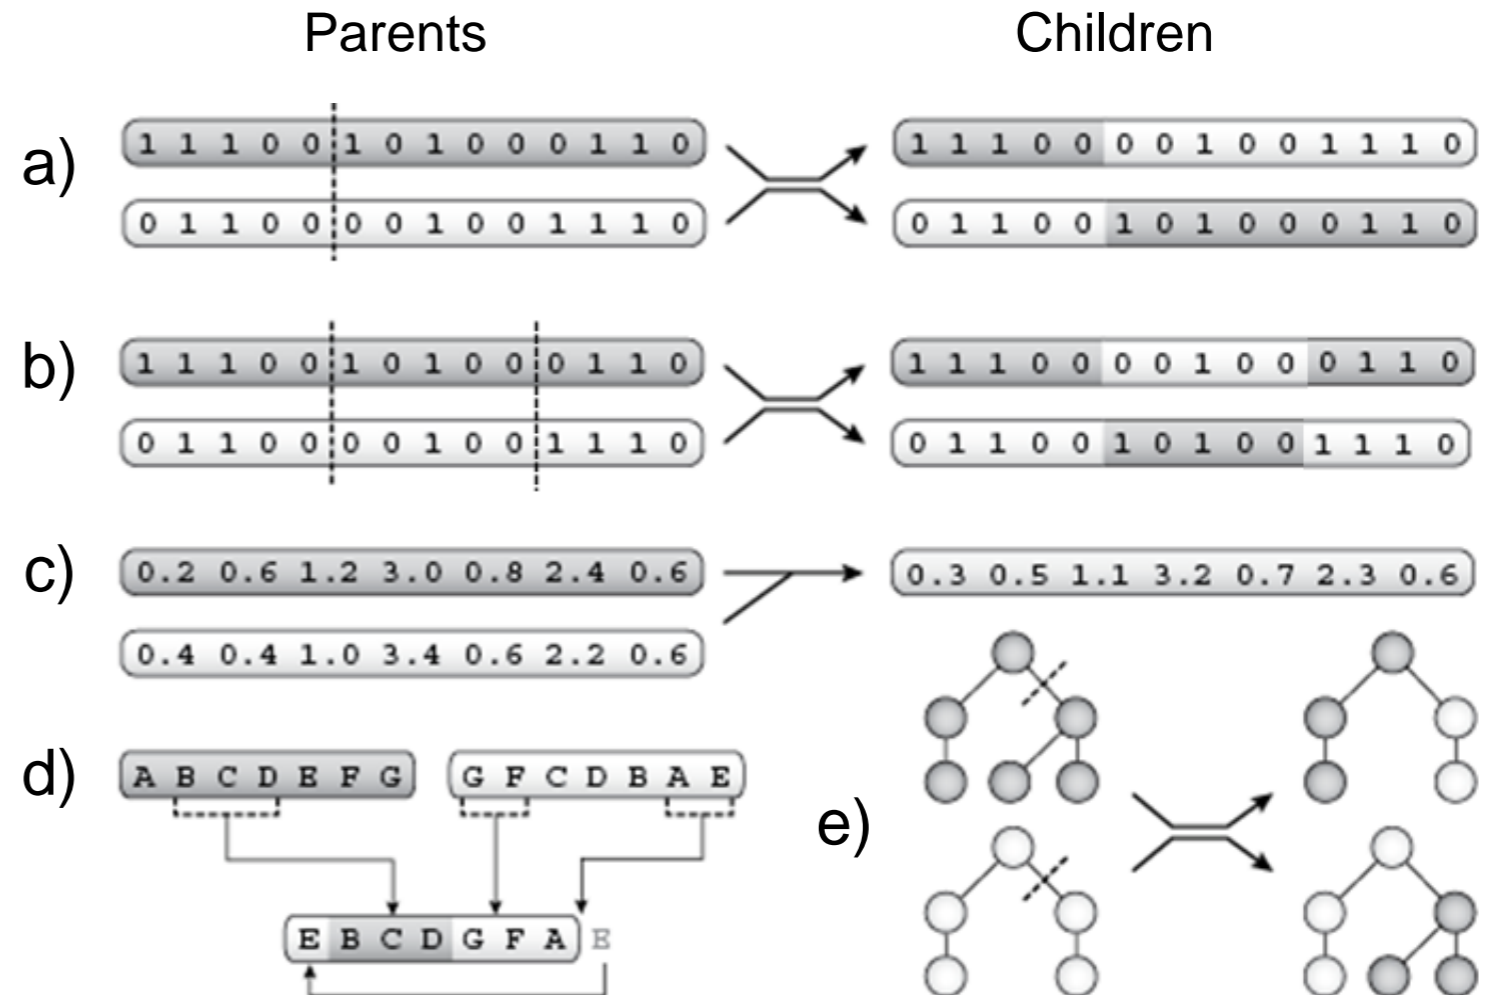 Parents Children
a)
1 1 1 0 0 1 0 1 0 0 0 1 1 0
0 1 1 0 0 0 0 1 0 0 1 1 1 0
1 1 1 0 0 0 0 1 0 0 1 1 1 0
0 1 1 0 0 1 0 1 0 0 0 1 1 0
b)
1 1 1 0 0 1 0 1 0 0 0 1 1 0
0 1 1 0 0 0 0 1 0 0 1 1 1 0
1 1 1 0 0 0 0 1 0 0 0 1 1 0
0 1 1 0 0 1 0 1 0 0 1 1 1 0
c)
0.2 0.6 1.2 3.0 0.8 2.4 0.6
0.4 0.4 1.0 3.4 0.6 2.2 0.6
0.3 0.5 1.1 3.2 0.7 2.3 0.6
d)
A B C D E F G
G F C D B A E
E B C D G F A E
e)